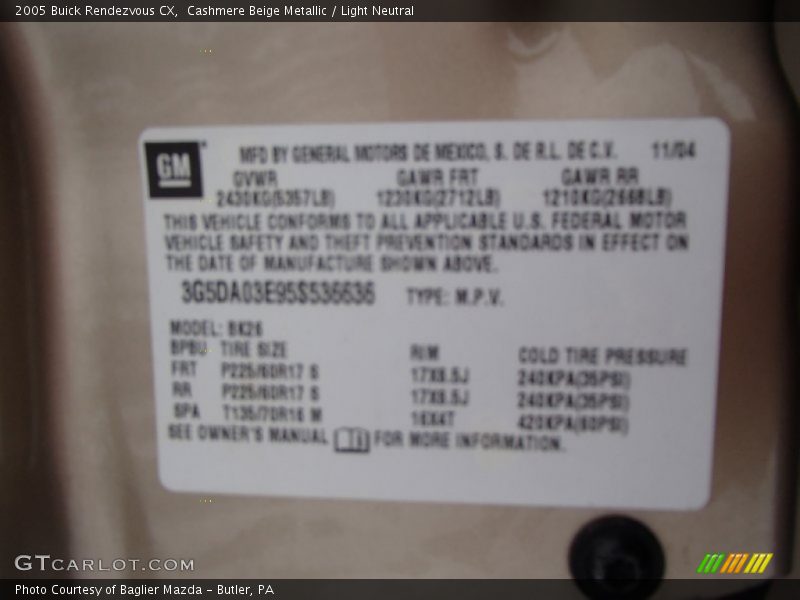 2005 Buick Rendezvous CX,  Cashmere Beige Metallic / Light Neutral
GM
MFD BY GENERAL MOTORS DE MEXICO, S. DE R.L. DE C.V. 11/04
GVWR GAWR FRT GAWR RR
2430KG(5357LB) 1230KG(2712LB) 1210KG(2668LB)
THIS VEHICLE CONFORMS TO ALL APPLICABLE U.S. FEDERAL MOTOR
VEHICLE SAFETY AND THEFT PREVENTION STANDARDS IN EFFECT ON
THE DATE OF MANUFACTURE SHOWN ABOVE.
3G5DA03E95S536636 TYPE: M.P.V.
MODEL: BK26
TIRE SIZE RIM COLD TIRE PRESSURE
FRT P225/60R17 S 17X6.5J 240KPA(35PSI)
RR P225/60R17 S 17X6.5J 240KPA(35PSI)
SPA T135/70R16 M 16X4T 420KPA(60PSI)
SEE OWNER'S MANUAL FOR MORE INFORMATION.
GTCARLOT.COM
Photo Courtesy of Baglier Mazda - Butler, PA